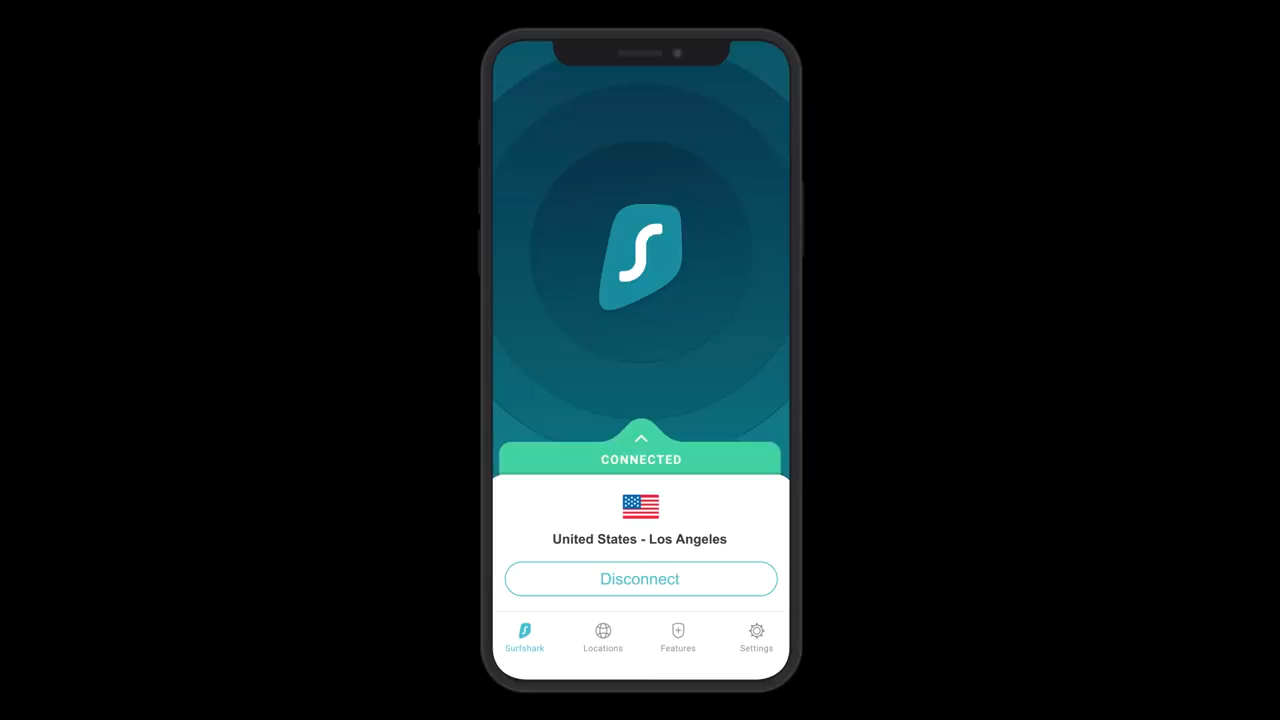 CONNECTED
United States - Los Angeles
Disconnect
Surfshark Locations Features Settings